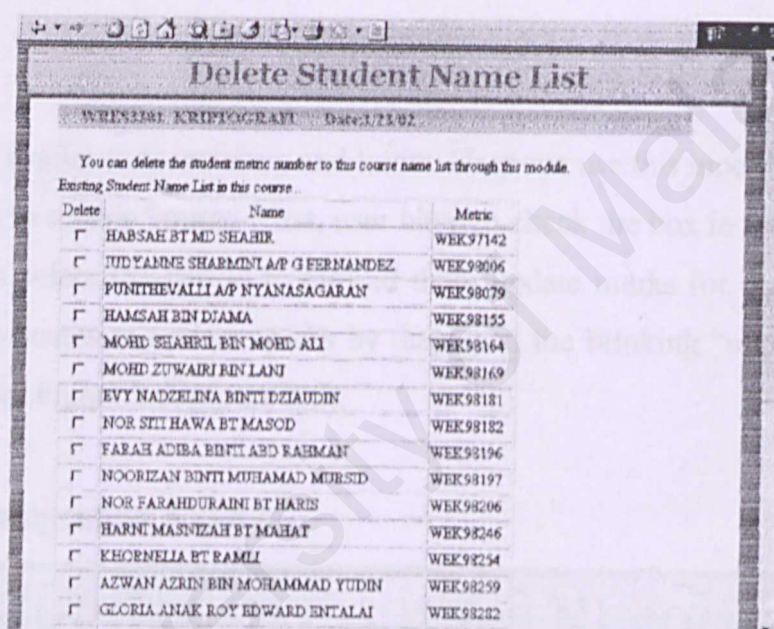 Delete Student Name List
WRES3301 KRIPTOGRAFI Date:3/23/02
You can delete the student metric number to this course name list through this module.
Existing Student Name List in this course...
Delete Name Metric
HABSAH BT MD SHAHIR WEK97142
JUDYANNE SHARMINI A/P G FERNANDEZ WEK98006
PUNITHEVALLI A/P NYANASAGARAN WEK98079
HAMSAH BIN DJAMA WEK98155
MOHD SHAHRIL BIN MOHD ALI WEK98164
MOHD ZUWAIRI BIN LANI WEK98169
EVY NADZELINA BINTI DZIAUDIN WEK98181
NOR SITI HAWA BT MASOD WEK98182
FARAH ADIBA BINTI ABD RAHMAN WEK98196
NOORIZAN BINTI MUHAMAD MURSID WEK98197
NOR FARAHDURAINI BT HARIS WEK98206
HARNI MASNIZAH BT MAHAT WEK98246
KHORNELIA BT RAMLI WEK98254
AZWAN AZRIN BIN MOHAMMAD YUDIN WEK98259
GLORIA ANAK ROY EDWARD ENTALAI WEK98282